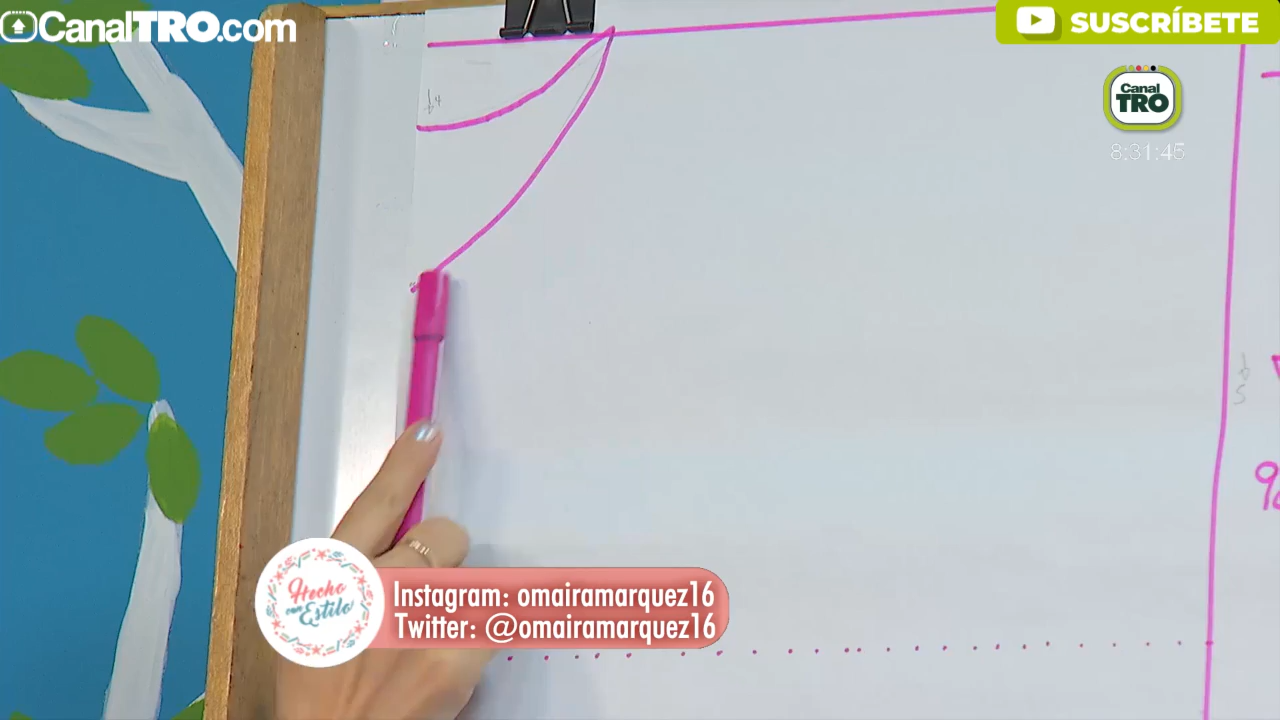 CanalTRO.com
SUSCRÍBETE
Canal
TRO
8:31:45
Hecho
con Estilo
Instagram: omairamarquez16
Twitter: @omairamarquez16